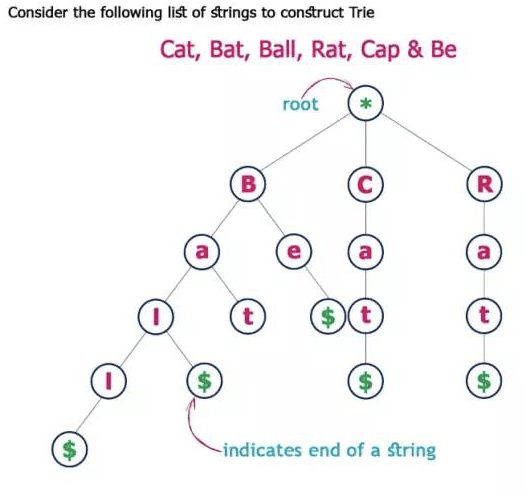 Consider the following list of strings to construct Trie
Cat, Bat, Ball, Rat, Cap & Be
root *
B C R
a e a a
l t $ t t
l $ $ $
$ indicates end of a string